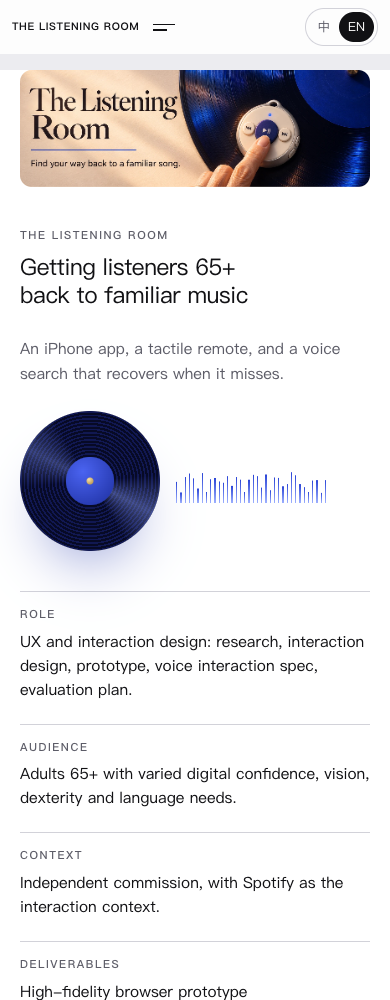 THE LISTENING ROOM
中 EN
The Listening
Room
Find your way back to a familiar song.
THE LISTENING ROOM
Getting listeners 65+
back to familiar music
An iPhone app, a tactile remote, and a voice
search that recovers when it misses.
ROLE
UX and interaction design: research, interaction
design, prototype, voice interaction spec,
evaluation plan.
AUDIENCE
Adults 65+ with varied digital confidence, vision,
dexterity and language needs.
CONTEXT
Independent commission, with Spotify as the
interaction context.
DELIVERABLES
High-fidelity browser prototype